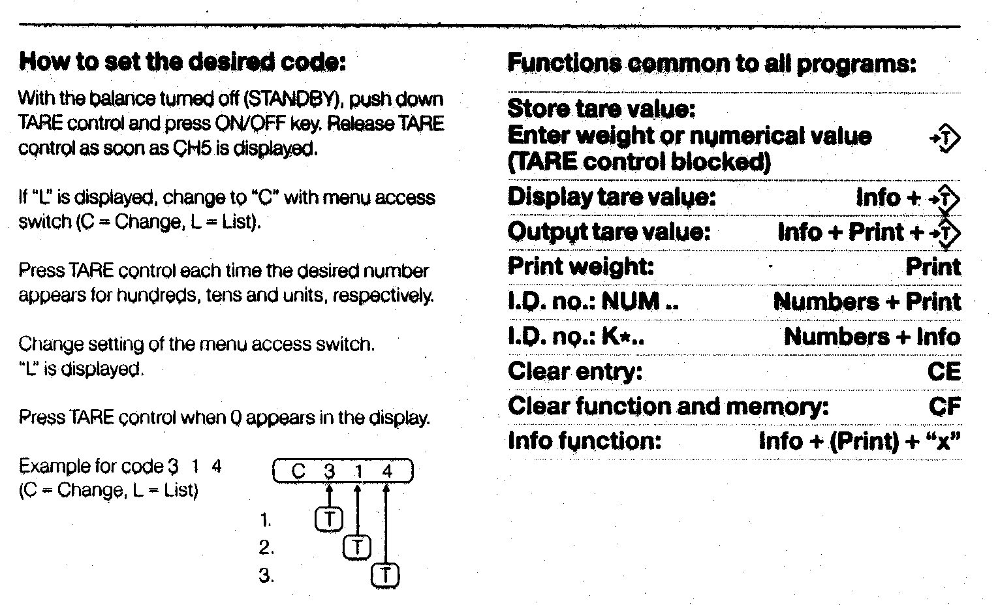 How to set the desired code:
With the balance turned off (STANDBY), push down
TARE control and press ON/OFF key. Release TARE
control as soon as CH5 is displayed.
If "L" is displayed, change to "C" with menu access
switch (C = Change, L = List).
Press TARE control each time the desired number
appears for hundreds, tens and units, respectively.
Change setting of the menu access switch.
"L" is displayed.
Press TARE control when 0 appears in the display.
Example for code 3 1 4
(C = Change, L = List)
C 3 1 4
1. T
2. T
3. T
Functions common to all programs:
Store tare value:
Enter weight or numerical value →T
(TARE control blocked)
Display tare value: Info + →T
Output tare value: Info + Print + →T
Print weight: Print
I.D. no.: NUM .. Numbers + Print
I.D. no.: K*.. Numbers + Info
Clear entry: CE
Clear function and memory: CF
Info function: Info + (Print) + "x"